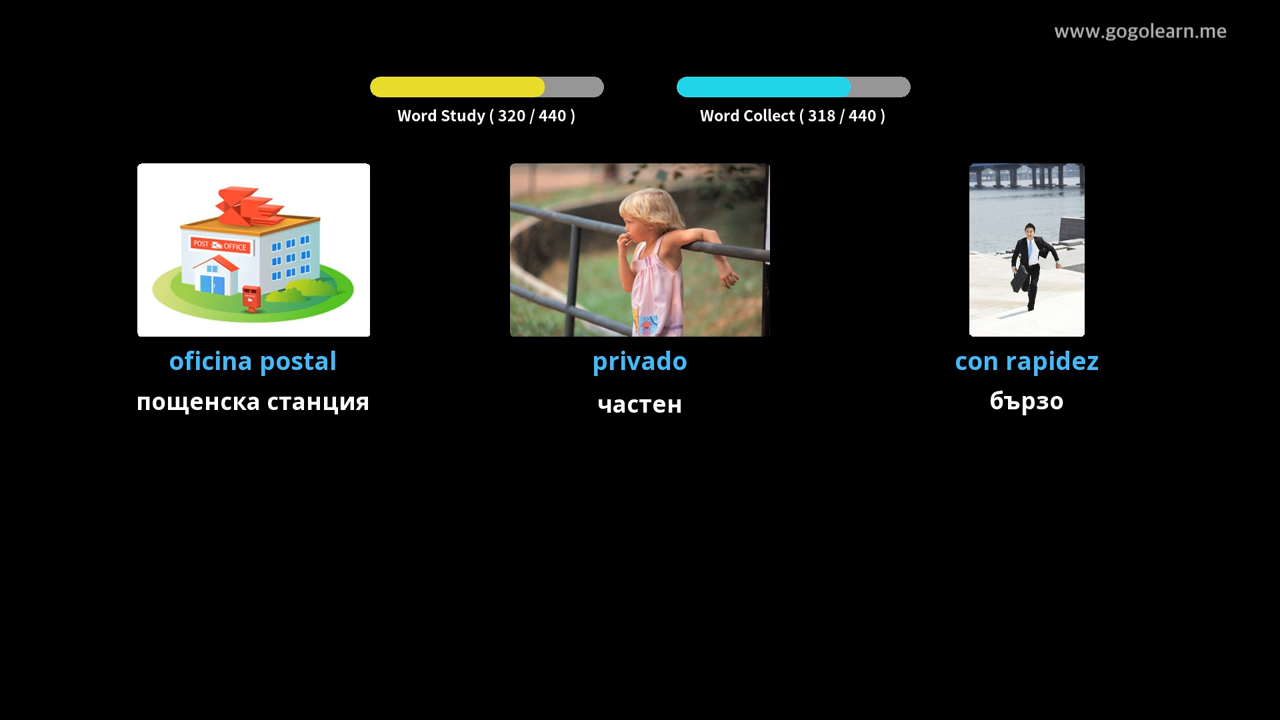 www.gogolearn.me
Word Study ( 320 / 440 )
Word Collect ( 318 / 440 )
POST OFFICE
oficina postal
privado
con rapidez
пощенска станция
частен
бързо